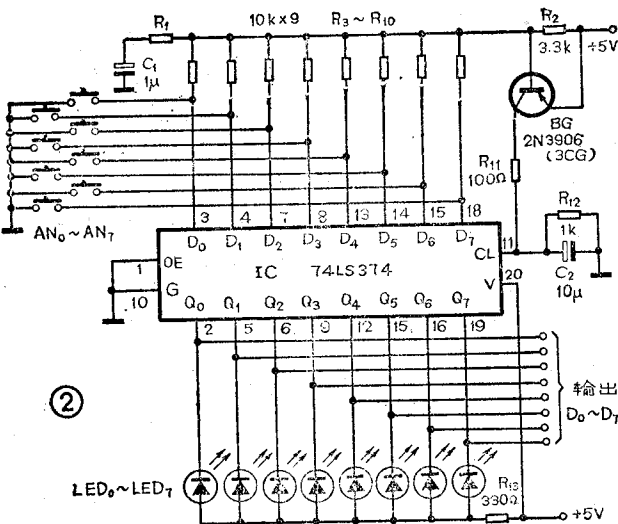 R₁ 10k×9 R₃~R₁₀ R₂
3.3k +5V
C₁
1μ
BG
2N3906
(3CG)
R₁₁
100Ω
R₁₂
1k
C₂
10μ
AN₀~AN₇
3 4 7 8 13 14 15 18
D₀ D₁ D₂ D₃ D₄ D₅ D₆ D₇
1 OE IC 74LS374 CL 11
10 G V 20
Q₀ Q₁ Q₂ Q₃ Q₄ Q₅ Q₆ Q₇
2 5 6 9 12 15 16 19
输出
D₀~D₇
②
LED₀~LED₇
R₁₃
330Ω
+5V